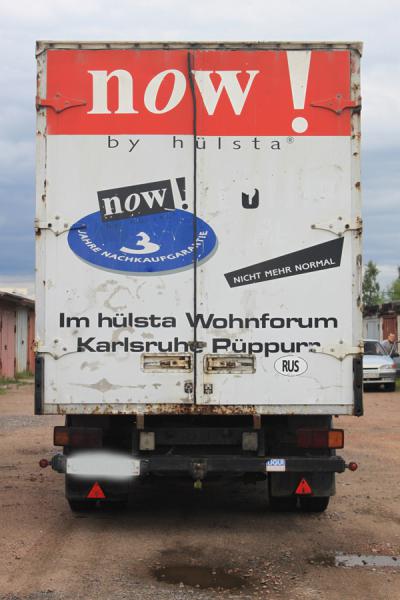 now!
by hülsta®
now!
3
JAHRE NACHKAUFGARANTIE
NICHT MEHR NORMAL
Im hülsta Wohnforum
Karlsruhe Rüppurr
RUS